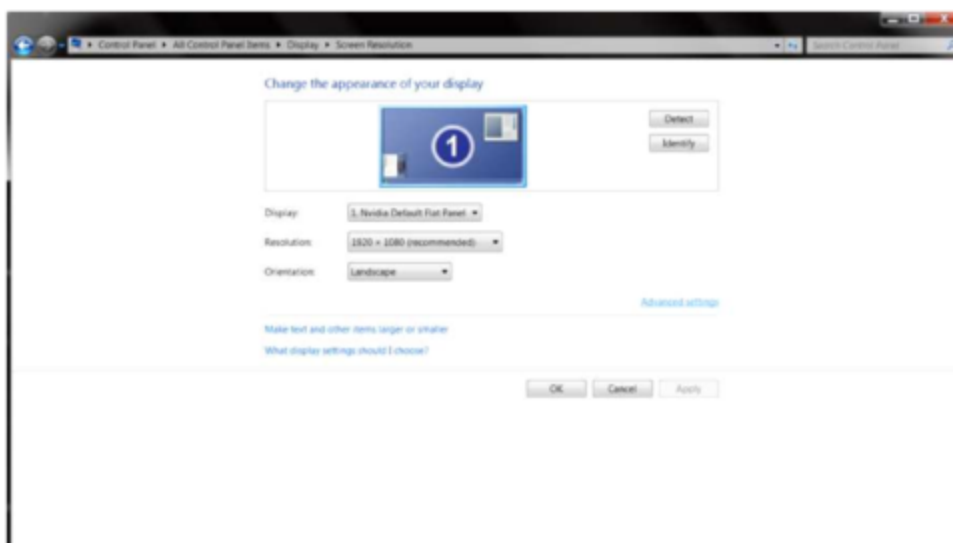 Control Panel ▸ All Control Panel Items ▸ Display ▸ Screen Resolution
Search Control Panel
Change the appearance of your display
1
Detect
Identify
Display:
1. Nvidia Default Flat Panel
Resolution:
1920 × 1080 (recommended)
Orientation:
Landscape
Advanced settings
Make text and other items larger or smaller
What display settings should I choose?
OK
Cancel
Apply